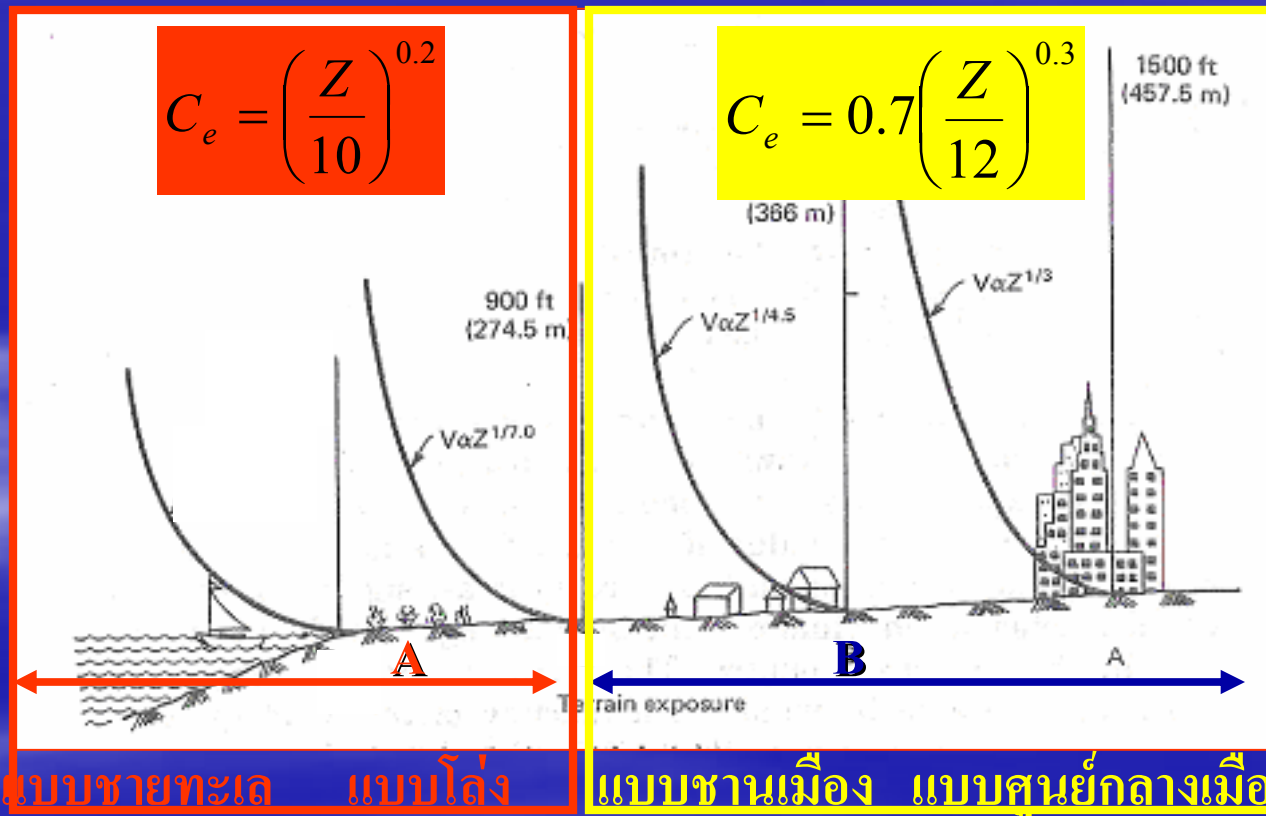 C_e = (Z/10)^0.2
C_e = 0.7(Z/12)^0.3
1500 ft
(457.5 m)
(366 m)
900 ft
(274.5 m)
VαZ^1/7.0
VαZ^1/4.5
VαZ^1/3
A
B
A
Terrain exposure
แบบชายทะเล แบบโล่ง แบบชานเมือง แบบศูนย์กลางเมือ